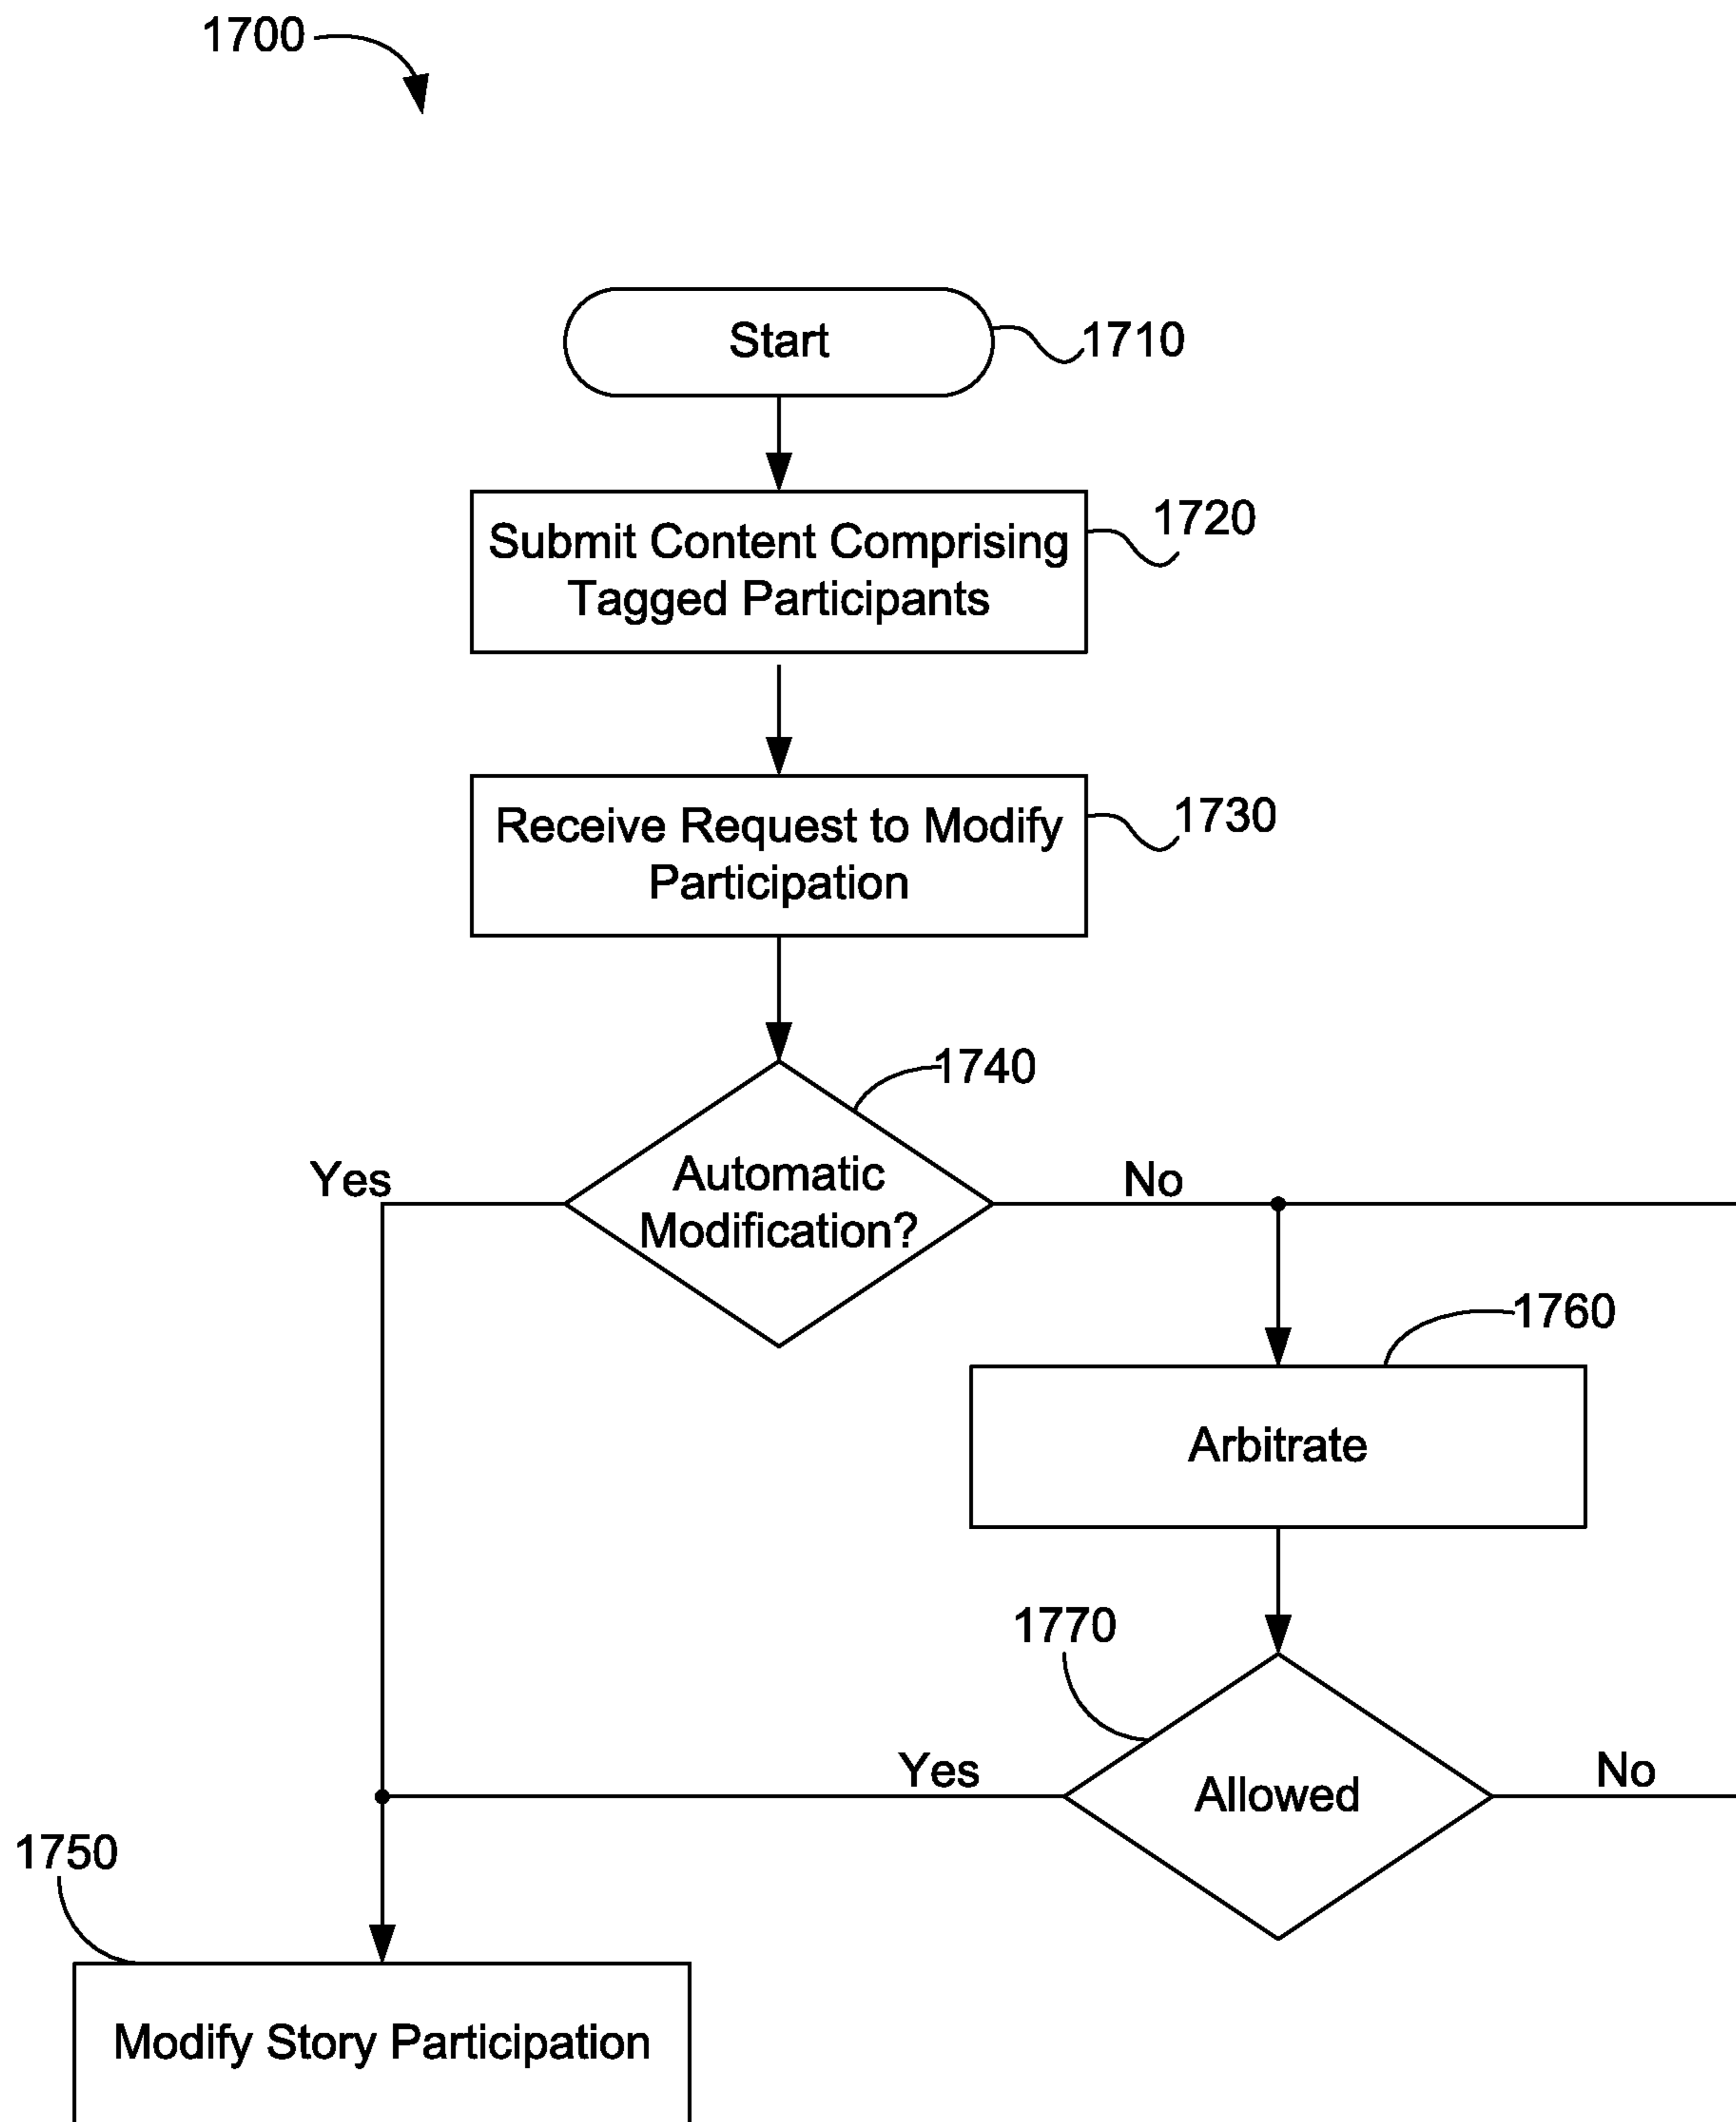 1700
Start
1710
Submit Content Comprising
Tagged Participants
1720
Receive Request to Modify
Participation
1730
1740
Automatic
Modification?
Yes
No
1760
Arbitrate
1770
Allowed
Yes
No
1750
Modify Story Participation